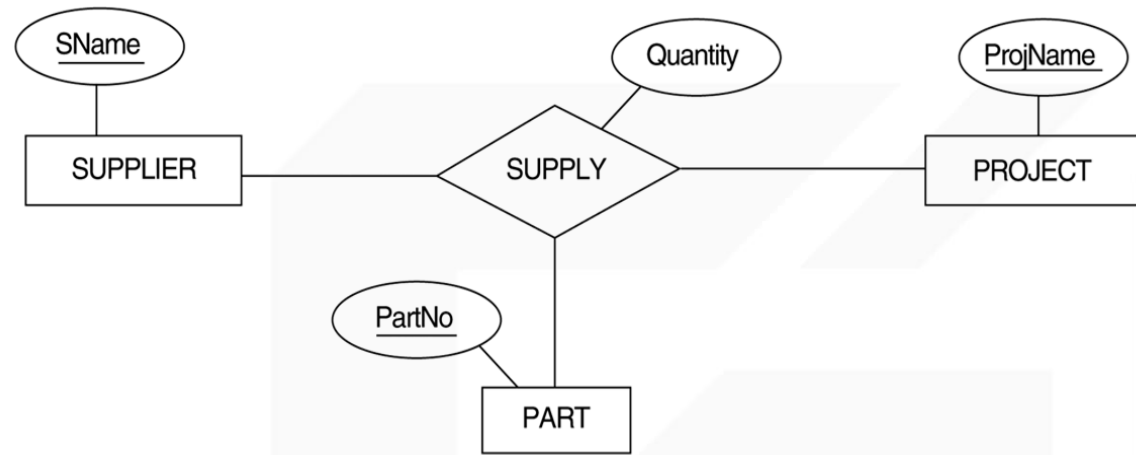 SName
Quantity
ProjName
SUPPLIER
SUPPLY
PROJECT
PartNo
PART